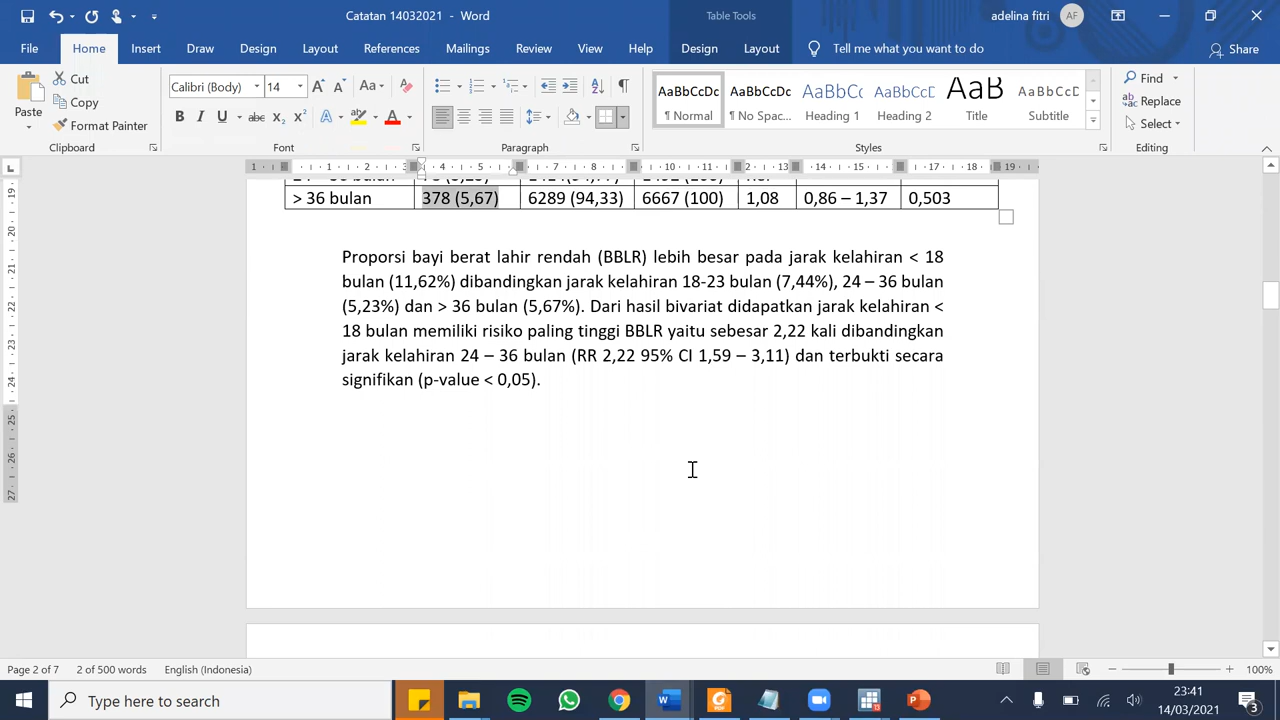 Catatan 14032021 - Word
Table Tools
adelina fitri
AF
File Home Insert Draw Design Layout References Mailings Review View Help Design Layout Tell me what you want to do Share
Paste
Cut
Copy
Format Painter
Clipboard
Calibri (Body) 14
Font
Paragraph
AaBbCcDc AaBbCcDc AaBbC( AaBbCcC AaB AaBbCcD
¶ Normal ¶ No Spac... Heading 1 Heading 2 Title Subtitle
Styles
Find
Replace
Select
Editing
> 36 bulan 378 (5,67) 6289 (94,33) 6667 (100) 1,08 0,86 – 1,37 0,503
Proporsi bayi berat lahir rendah (BBLR) lebih besar pada jarak kelahiran < 18
bulan (11,62%) dibandingkan jarak kelahiran 18-23 bulan (7,44%), 24 – 36 bulan
(5,23%) dan > 36 bulan (5,67%). Dari hasil bivariat didapatkan jarak kelahiran <
18 bulan memiliki risiko paling tinggi BBLR yaitu sebesar 2,22 kali dibandingkan
jarak kelahiran 24 – 36 bulan (RR 2,22 95% CI 1,59 – 3,11) dan terbukti secara
signifikan (p-value < 0,05).
Page 2 of 7 2 of 500 words English (Indonesia) 100%
Type here to search
23:41
14/03/2021
3